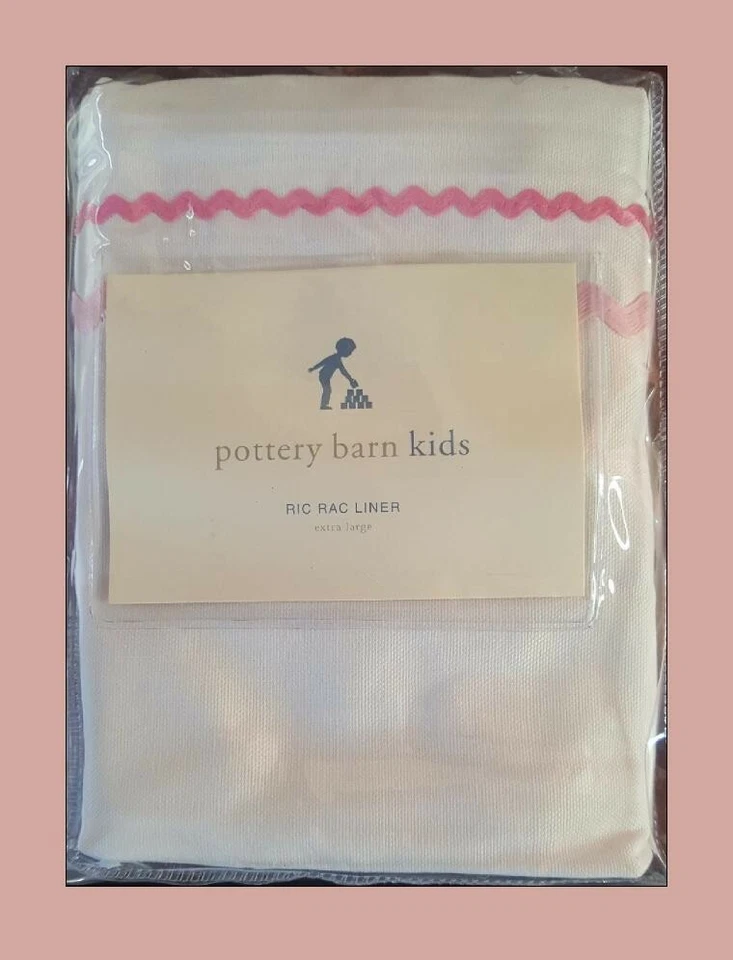 pottery barn kids
RIC RAC LINER
extra large